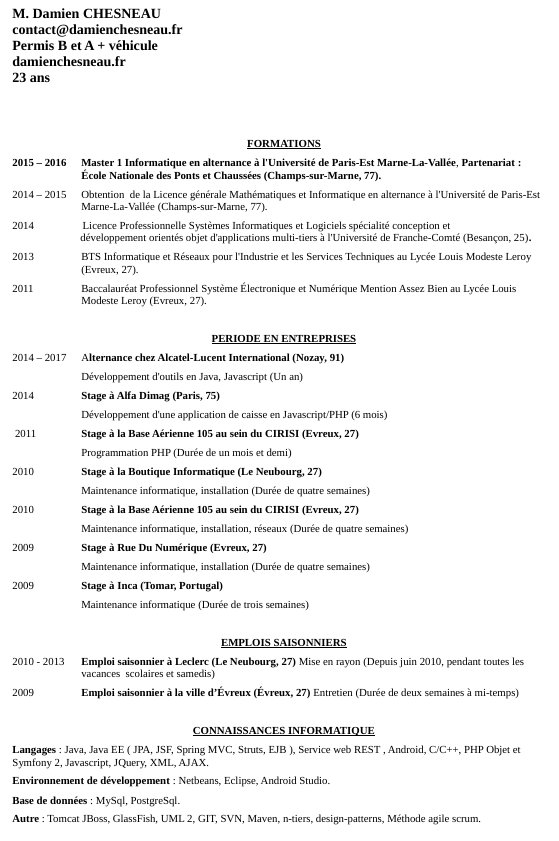 M. Damien CHESNEAU
contact@damienchesneau.fr
Permis B et A + véhicule
damienchesneau.fr
23 ans
FORMATIONS
2015 – 2016 Master 1 Informatique en alternance à l'Université de Paris-Est Marne-La-Vallée, Partenariat :
École Nationale des Ponts et Chaussées (Champs-sur-Marne, 77).
2014 – 2015 Obtention de la Licence générale Mathématiques et Informatique en alternance à l'Université de Paris-Est
Marne-La-Vallée (Champs-sur-Marne, 77).
2014 Licence Professionnelle Systèmes Informatiques et Logiciels spécialité conception et
développement orientés objet d'applications multi-tiers à l'Université de Franche-Comté (Besançon, 25).
2013 BTS Informatique et Réseaux pour l'Industrie et les Services Techniques au Lycée Louis Modeste Leroy
(Evreux, 27).
2011 Baccalauréat Professionnel Système Électronique et Numérique Mention Assez Bien au Lycée Louis
Modeste Leroy (Evreux, 27).
PERIODE EN ENTREPRISES
2014 – 2017 Alternance chez Alcatel-Lucent International (Nozay, 91)
Développement d'outils en Java, Javascript (Un an)
2014 Stage à Alfa Dimag (Paris, 75)
Développement d'une application de caisse en Javascript/PHP (6 mois)
2011 Stage à la Base Aérienne 105 au sein du CIRISI (Evreux, 27)
Programmation PHP (Durée de un mois et demi)
2010 Stage à la Boutique Informatique (Le Neubourg, 27)
Maintenance informatique, installation (Durée de quatre semaines)
2010 Stage à la Base Aérienne 105 au sein du CIRISI (Evreux, 27)
Maintenance informatique, installation, réseaux (Durée de quatre semaines)
2009 Stage à Rue Du Numérique (Evreux, 27)
Maintenance informatique, installation (Durée de quatre semaines)
2009 Stage à Inca (Tomar, Portugal)
Maintenance informatique (Durée de trois semaines)
EMPLOIS SAISONNIERS
2010 - 2013 Emploi saisonnier à Leclerc (Le Neubourg, 27) Mise en rayon (Depuis juin 2010, pendant toutes les
vacances scolaires et samedis)
2009 Emploi saisonnier à la ville d’Évreux (Évreux, 27) Entretien (Durée de deux semaines à mi-temps)
CONNAISSANCES INFORMATIQUE
Langages : Java, Java EE ( JPA, JSF, Spring MVC, Struts, EJB ), Service web REST , Android, C/C++, PHP Objet et
Symfony 2, Javascript, JQuery, XML, AJAX.
Environnement de développement : Netbeans, Eclipse, Android Studio.
Base de données : MySql, PostgreSql.
Autre : Tomcat JBoss, GlassFish, UML 2, GIT, SVN, Maven, n-tiers, design-patterns, Méthode agile scrum.